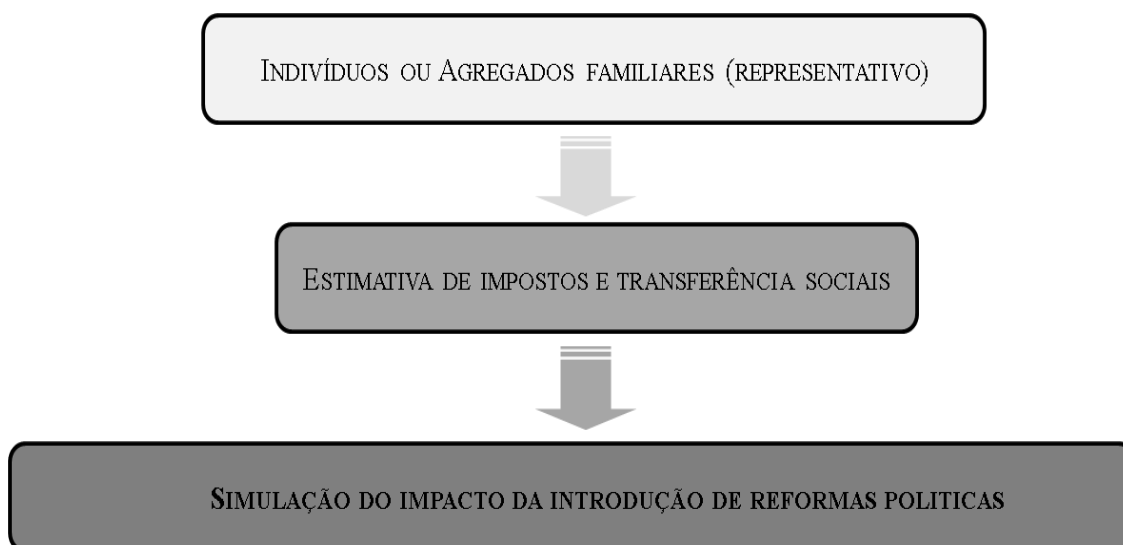 INDIVÍDUOS OU AGREGADOS FAMILIARES (REPRESENTATIVO)
ESTIMATIVA DE IMPOSTOS E TRANSFERÊNCIA SOCIAIS
SIMULAÇÃO DO IMPACTO DA INTRODUÇÃO DE REFORMAS POLITICAS